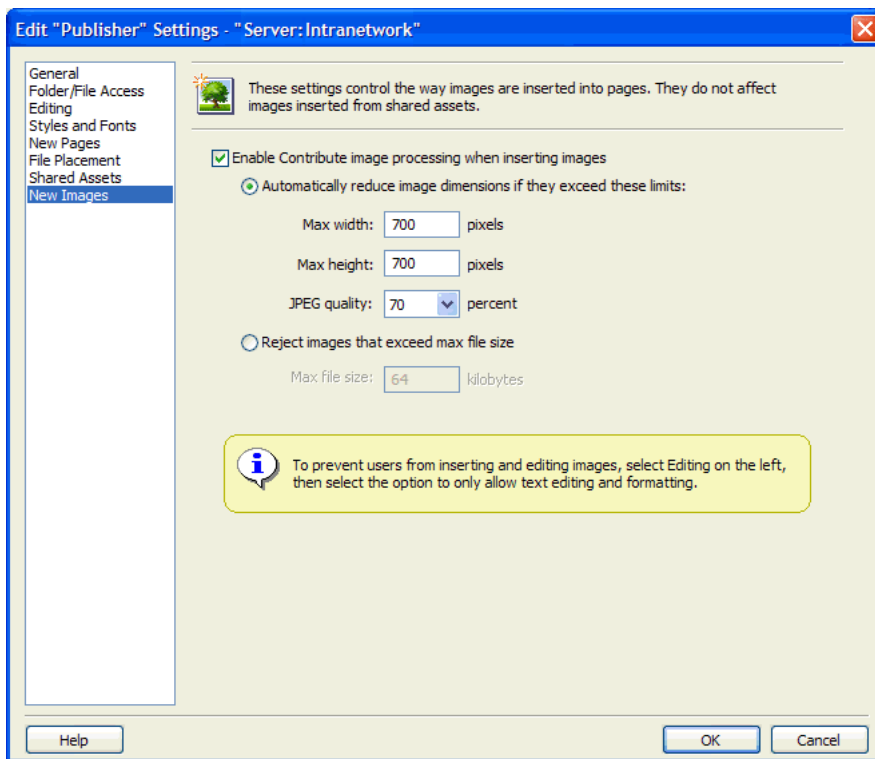 Edit "Publisher" Settings - "Server:Intranetwork"
General
Folder/File Access
Editing
Styles and Fonts
New Pages
File Placement
Shared Assets
New Images
These settings control the way images are inserted into pages. They do not affect
images inserted from shared assets.
Enable Contribute image processing when inserting images
Automatically reduce image dimensions if they exceed these limits:
Max width: 700 pixels
Max height: 700 pixels
JPEG quality: 70 percent
Reject images that exceed max file size
Max file size: 64 kilobytes
To prevent users from inserting and editing images, select Editing on the left,
then select the option to only allow text editing and formatting.
Help OK Cancel